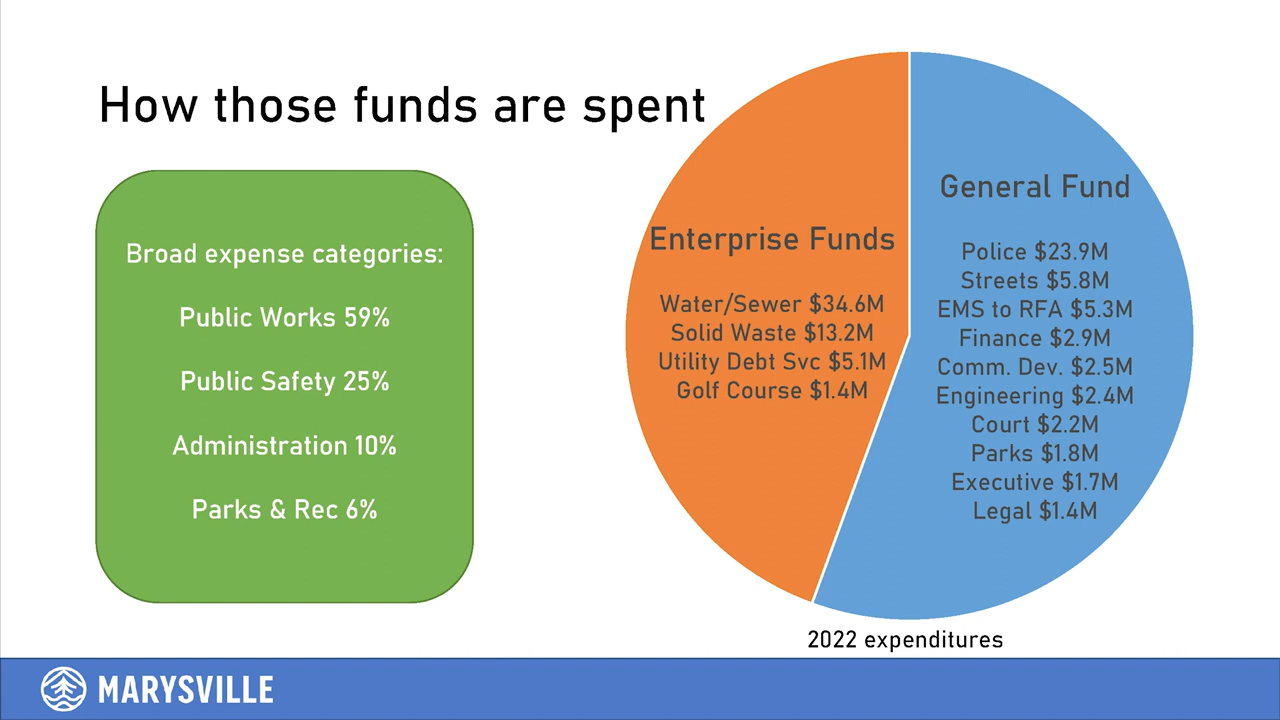 How those funds are spent
Broad expense categories:
Public Works 59%
Public Safety 25%
Administration 10%
Parks & Rec 6%
Enterprise Funds
Water/Sewer $34.6M
Solid Waste $13.2M
Utility Debt Svc $5.1M
Golf Course $1.4M
General Fund
Police $23.9M
Streets $5.8M
EMS to RFA $5.3M
Finance $2.9M
Comm. Dev. $2.5M
Engineering $2.4M
Court $2.2M
Parks $1.8M
Executive $1.7M
Legal $1.4M
2022 expenditures
MARYSVILLE